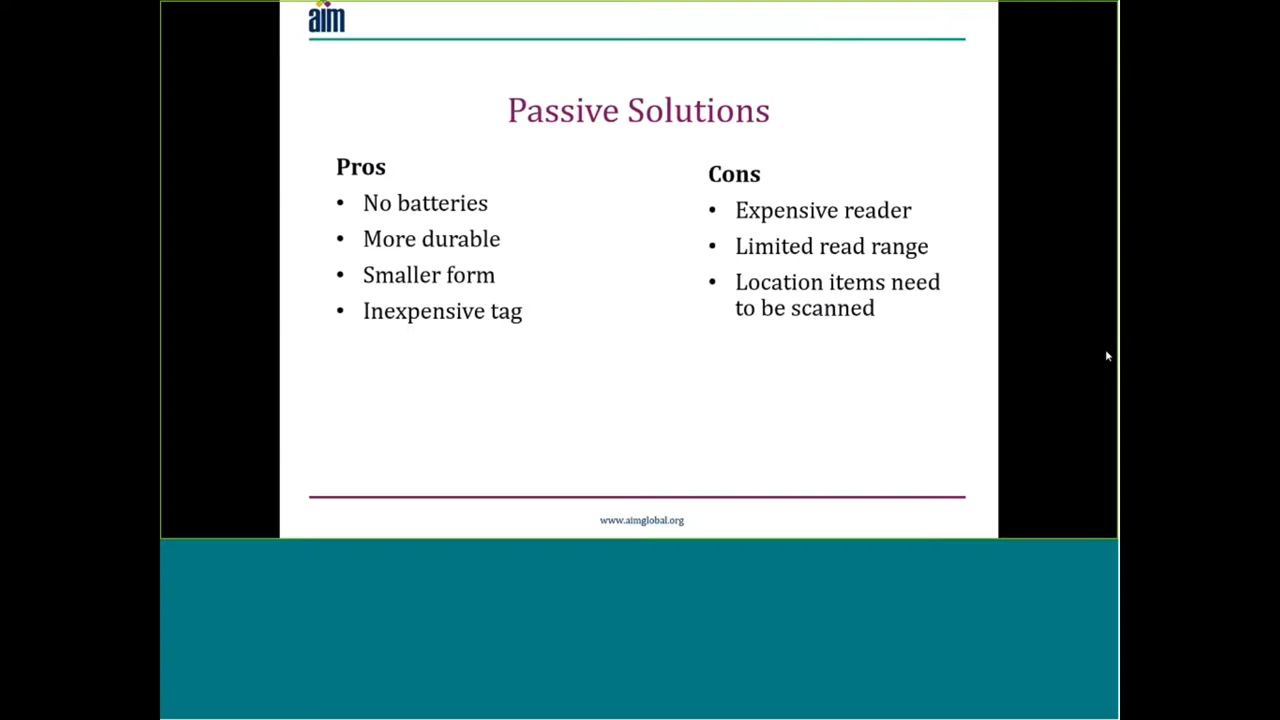 aim
Passive Solutions
Pros
• No batteries
• More durable
• Smaller form
• Inexpensive tag
Cons
• Expensive reader
• Limited read range
• Location items need
to be scanned
www.aimglobal.org